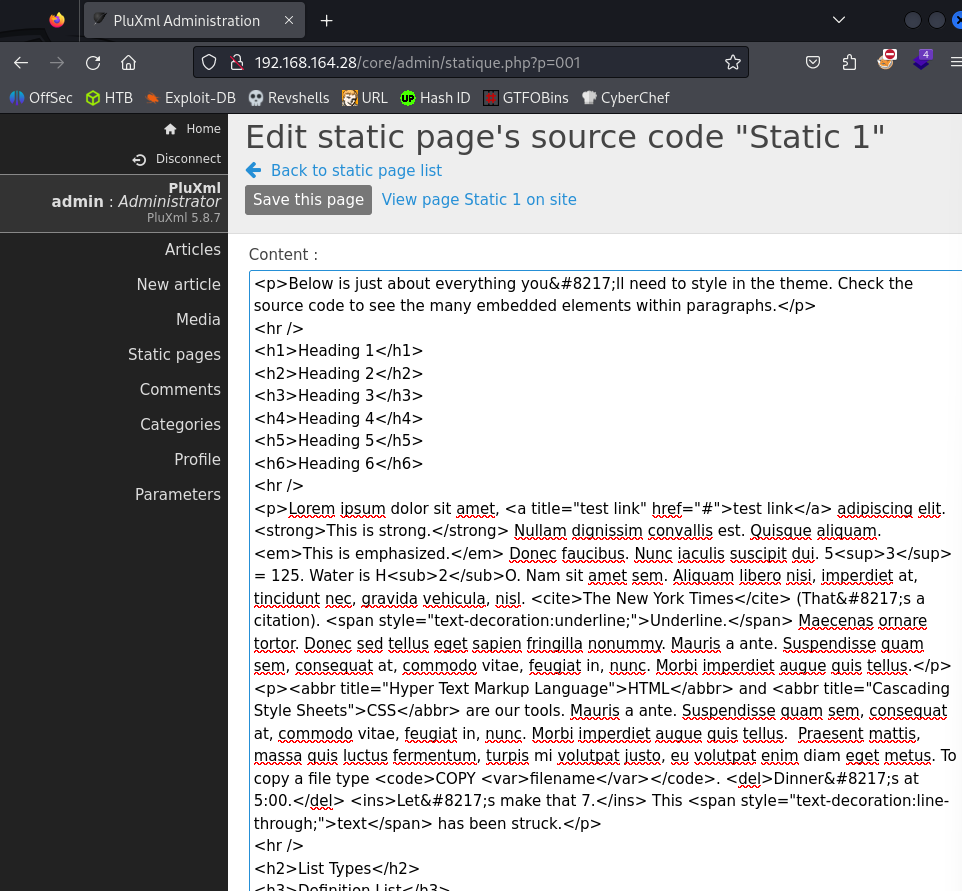 PluXml Administration
192.168.164.28/core/admin/statique.php?p=001
4
OffSec
HTB
Exploit-DB
Revshells
URL
Hash ID
GTFOBins
CyberChef
Home
Disconnect
PluXml
admin : Administrator
PluXml 5.8.7
Articles
New article
Media
Static pages
Comments
Categories
Profile
Parameters
Edit static page's source code "Static 1"
Back to static page list
Save this page
View page Static 1 on site
Content :
<p>Below is just about everything you&#8217;ll need to style in the theme. Check the
source code to see the many embedded elements within paragraphs.</p>
<hr />
<h1>Heading 1</h1>
<h2>Heading 2</h2>
<h3>Heading 3</h3>
<h4>Heading 4</h4>
<h5>Heading 5</h5>
<h6>Heading 6</h6>
<hr />
<p>Lorem ipsum dolor sit amet, <a title="test link" href="#">test link</a> adipiscing elit.
<strong>This is strong.</strong> Nullam dignissim convallis est. Quisque aliquam.
<em>This is emphasized.</em> Donec faucibus. Nunc iaculis suscipit dui. 5<sup>3</sup>
= 125. Water is H<sub>2</sub>O. Nam sit amet sem. Aliquam libero nisi, imperdiet at,
tincidunt nec, gravida vehicula, nisl. <cite>The New York Times</cite> (That&#8217;s a
citation). <span style="text-decoration:underline;">Underline.</span> Maecenas ornare
tortor. Donec sed tellus eget sapien fringilla nonummy. Mauris a ante. Suspendisse quam
sem, consequat at, commodo vitae, feugiat in, nunc. Morbi imperdiet augue quis tellus.</p>
<p><abbr title="Hyper Text Markup Language">HTML</abbr> and <abbr title="Cascading
Style Sheets">CSS</abbr> are our tools. Mauris a ante. Suspendisse quam sem, consequat
at, commodo vitae, feugiat in, nunc. Morbi imperdiet augue quis tellus.  Praesent mattis,
massa quis luctus fermentum, turpis mi volutpat justo, eu volutpat enim diam eget metus. To
copy a file type <code>COPY <var>filename</var></code>. <del>Dinner&#8217;s at
5:00.</del> <ins>Let&#8217;s make that 7.</ins> This <span style="text-decoration:line-
through;">text</span> has been struck.</p>
<hr />
<h2>List Types</h2>
<h3>Definition List</h3>